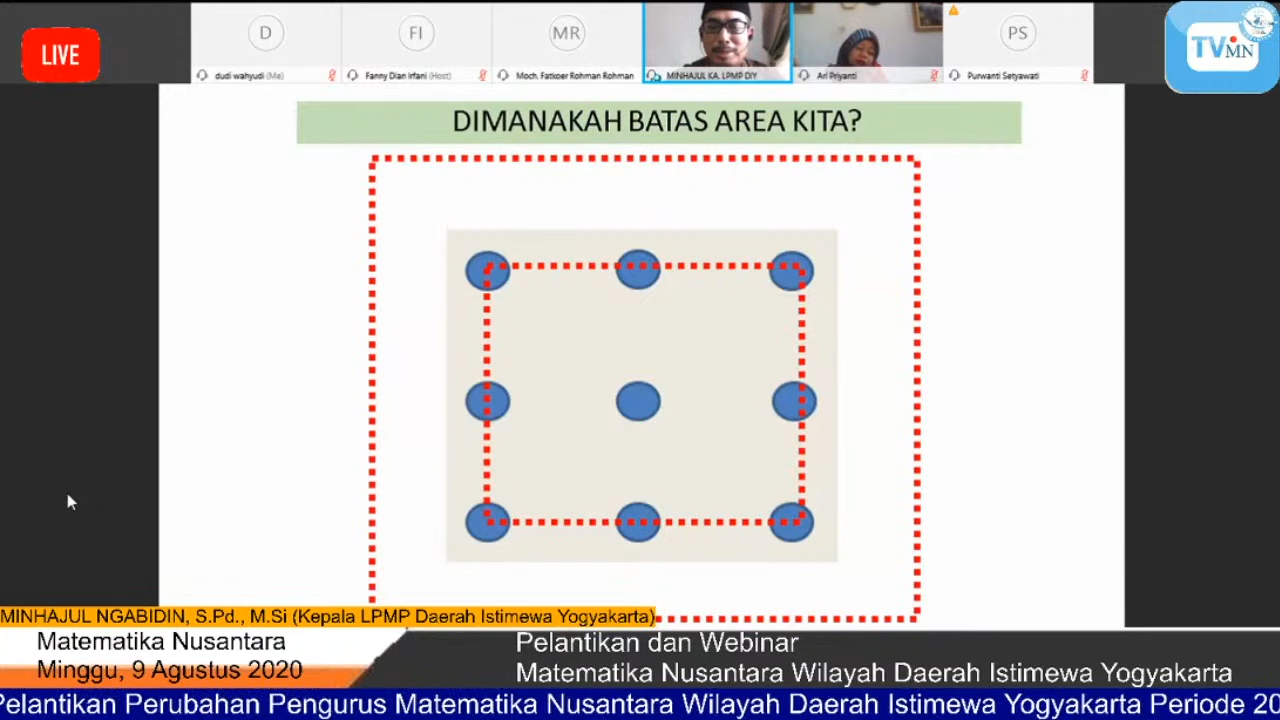 LIVE
D
FI
MR
PS
TVMN
dudi wahyudi (Me)
Fanny Dian Irfani (Host)
Moch. Fatkoer Rohman Rohman
MINHAJUL KA. LPMP DIY
Ari Priyanti
Purwanti Setyawati
DIMANAKAH BATAS AREA KITA?
MINHAJUL NGABIDIN, S.Pd., M.Si (Kepala LPMP Daerah Istimewa Yogyakarta)
Matematika Nusantara
Minggu, 9 Agustus 2020
Pelantikan dan Webinar
Matematika Nusantara Wilayah Daerah Istimewa Yogyakarta
Pelantikan Perubahan Pengurus Matematika Nusantara Wilayah Daerah Istimewa Yogyakarta Periode 20